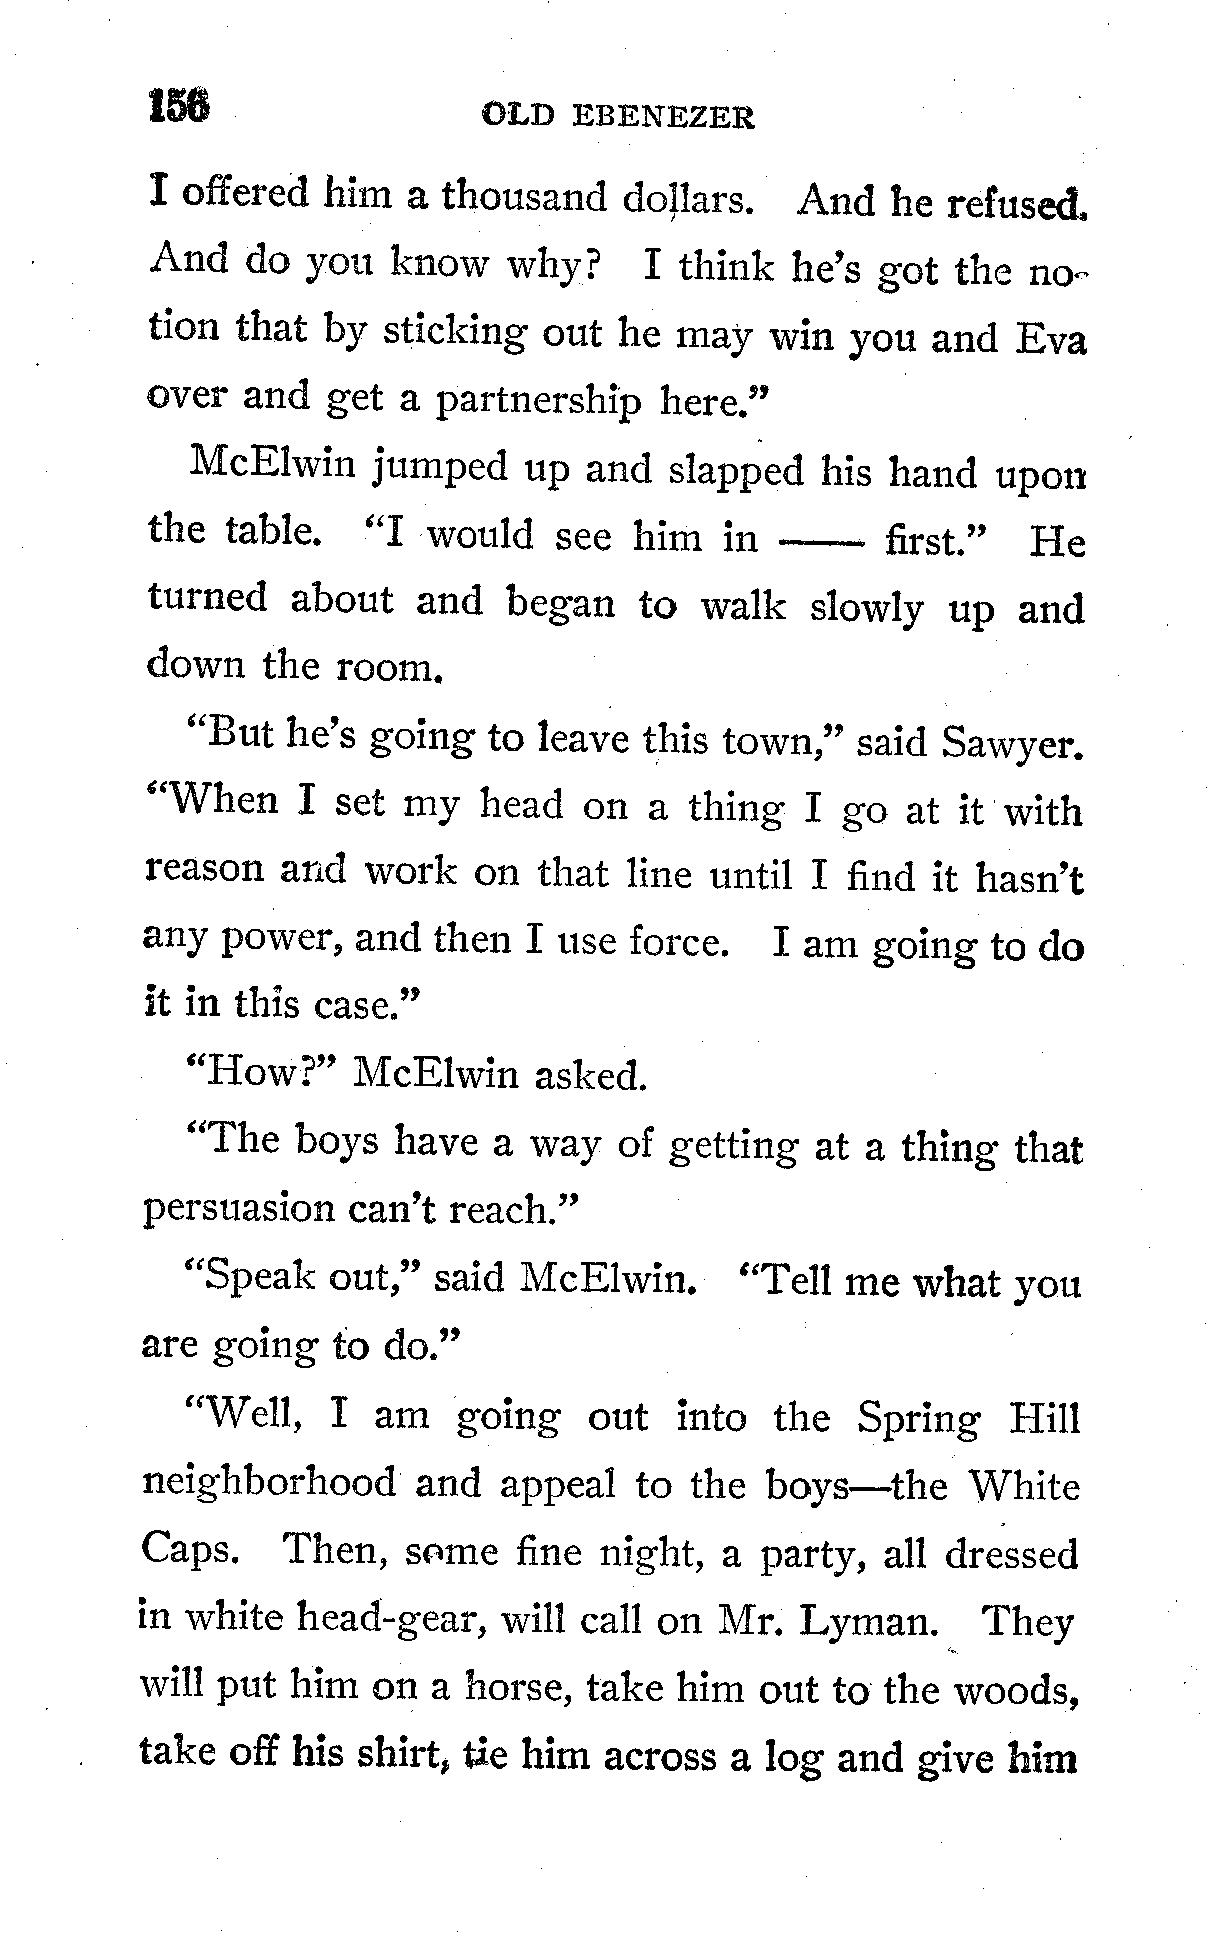 156 OLD EBENEZER
I offered him a thousand dollars. And he refused.
And do you know why? I think he's got the no-
tion that by sticking out he may win you and Eva
over and get a partnership here."
McElwin jumped up and slapped his hand upon
the table. "I would see him in —— first." He
turned about and began to walk slowly up and
down the room.
"But he's going to leave this town," said Sawyer.
"When I set my head on a thing I go at it with
reason and work on that line until I find it hasn't
any power, and then I use force. I am going to do
it in this case."
"How?" McElwin asked.
"The boys have a way of getting at a thing that
persuasion can't reach."
"Speak out," said McElwin. "Tell me what you
are going to do."
"Well, I am going out into the Spring Hill
neighborhood and appeal to the boys—the White
Caps. Then, some fine night, a party, all dressed
in white head-gear, will call on Mr. Lyman. They
will put him on a horse, take him out to the woods,
take off his shirt, tie him across a log and give him